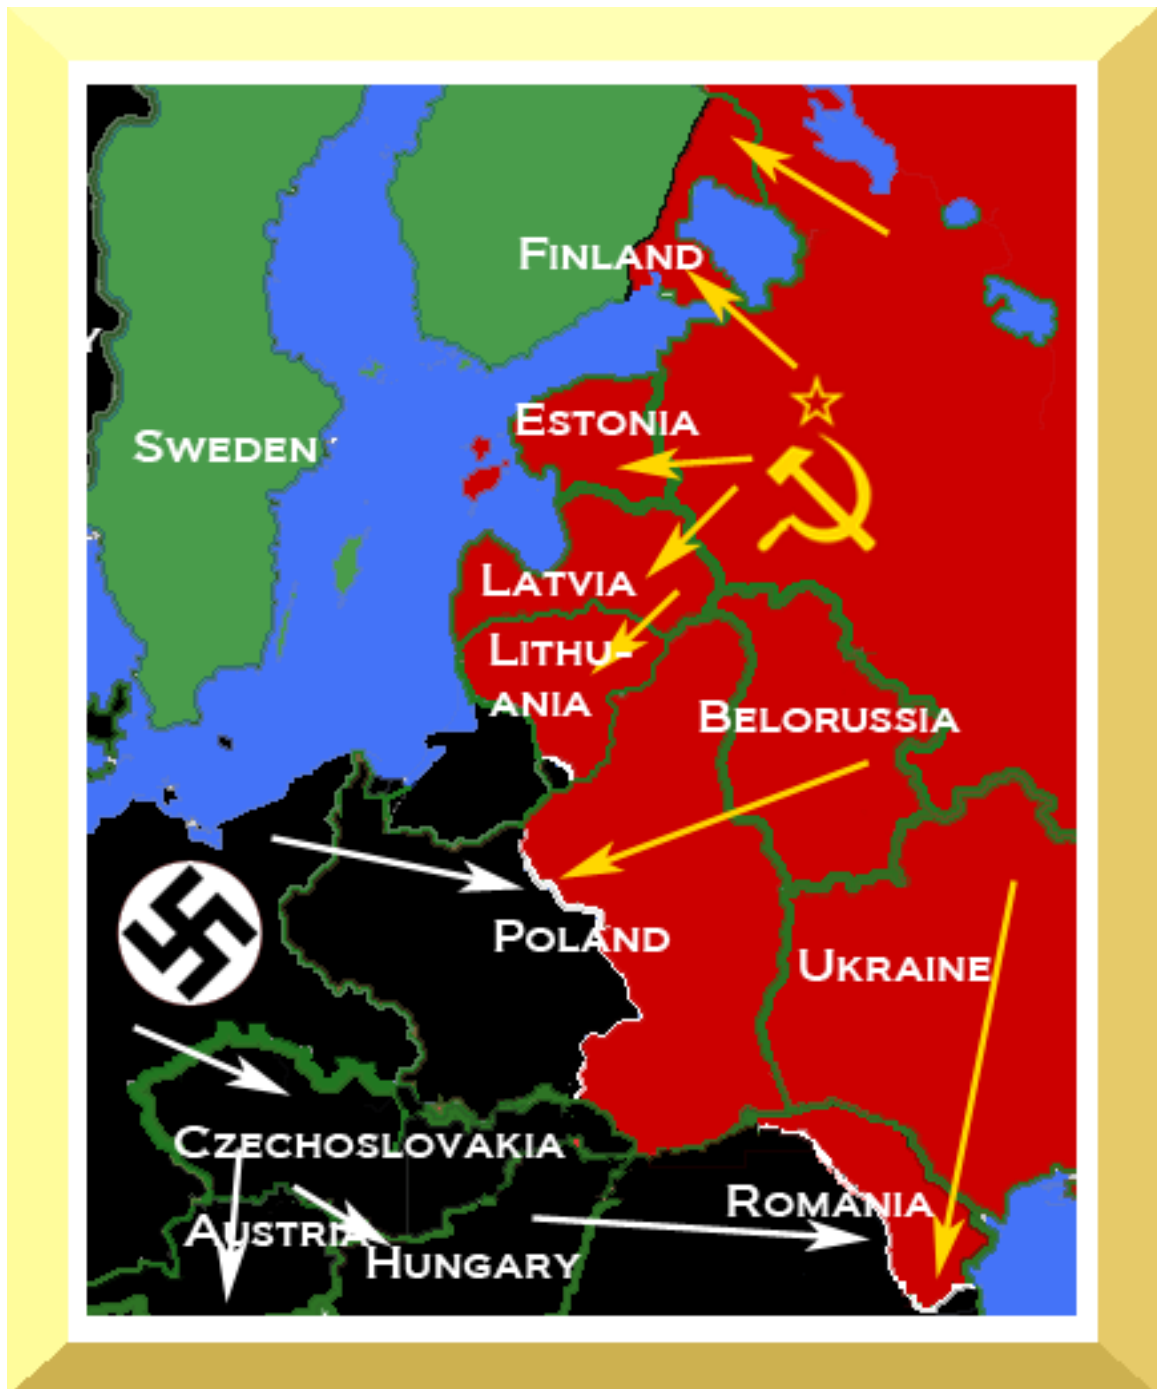 Finland
Estonia
Sweden
Latvia
Lithu-
ania
Belorussia
Poland
Ukraine
Czechoslovakia
Romania
Austria
Hungary